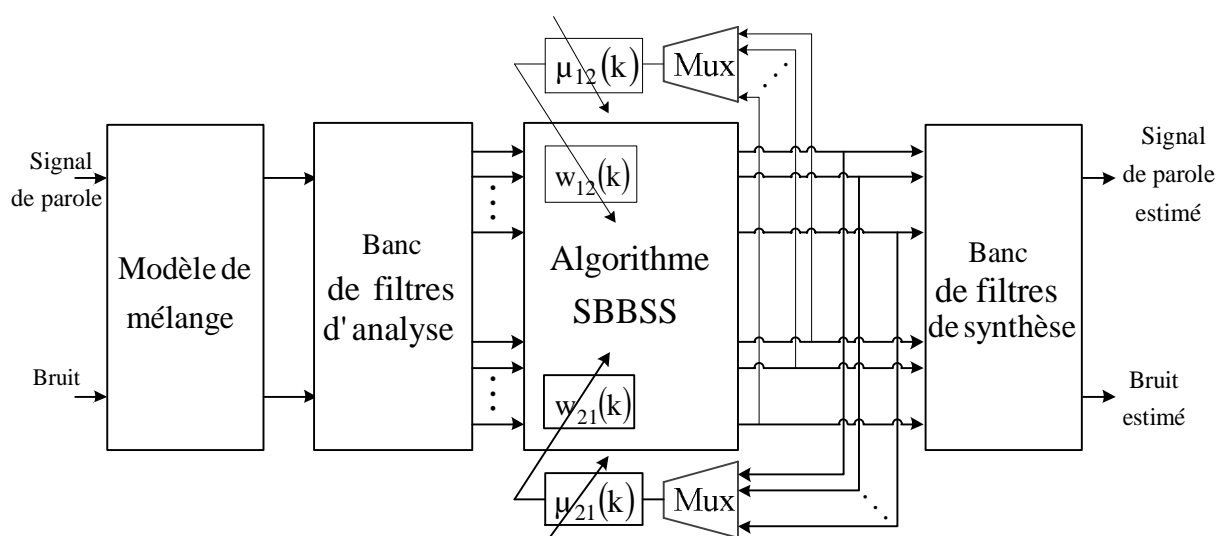 μ₁₂(k)
Mux
Signal
de parole
Bruit
Modèle de
mélange
Banc
de filtres
d'analyse
w₁₂(k)
Algorithme
SBBSS
w₂₁(k)
Banc
de filtres
de synthèse
Signal
de parole
estimé
Bruit
estimé
μ₂₁(k)
Mux